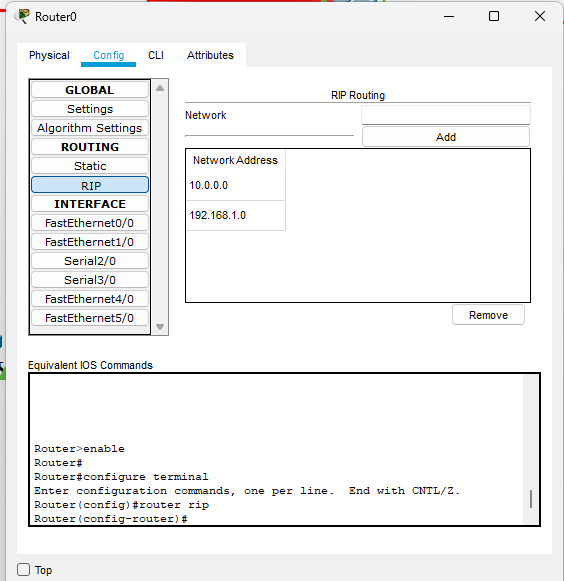 Router0
Physical Config CLI Attributes
GLOBAL
Settings
Algorithm Settings
ROUTING
Static
RIP
INTERFACE
FastEthernet0/0
FastEthernet1/0
Serial2/0
Serial3/0
FastEthernet4/0
FastEthernet5/0
RIP Routing
Network
Add
Network Address
10.0.0.0
192.168.1.0
Remove
Equivalent IOS Commands
Router>enable
Router#
Router#configure terminal
Enter configuration commands, one per line.  End with CNTL/Z.
Router(config)#router rip
Router(config-router)#
Top